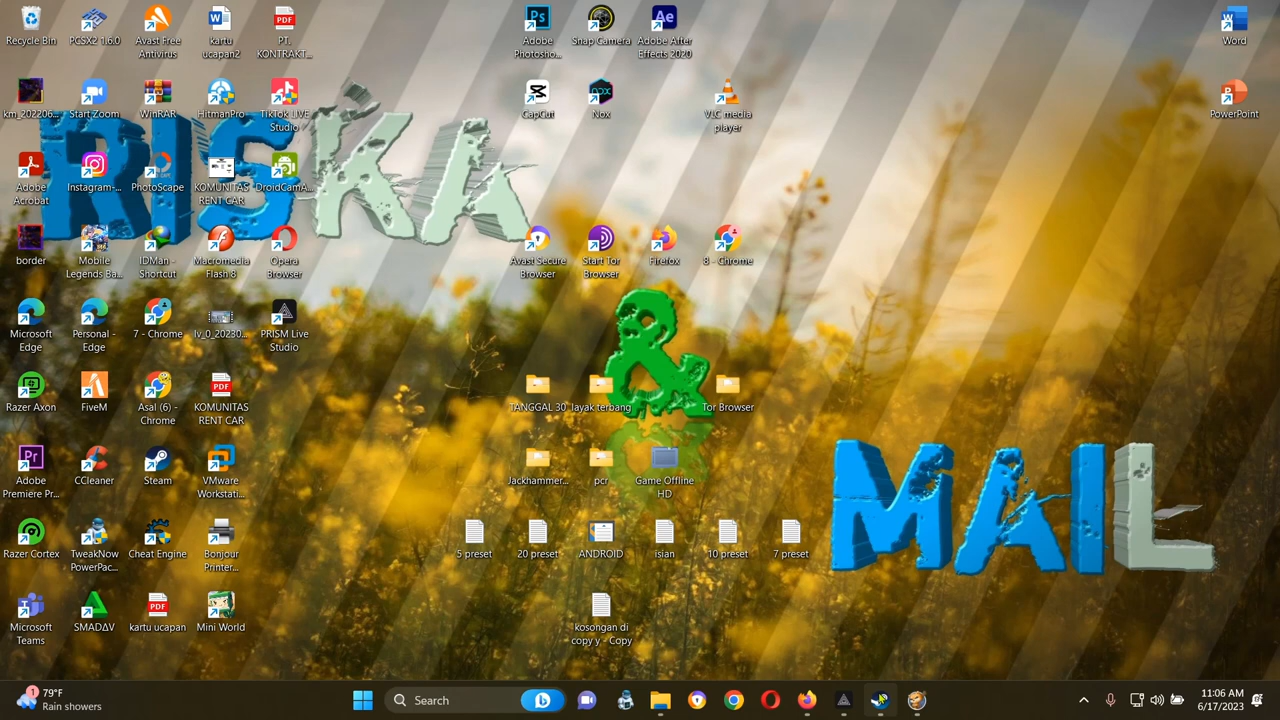 Recycle Bin
PCSX2 1.6.0
Avast Free
Antivirus
kartu
ucapan2
PT.
KONTRAKT...
Adobe
Photosho...
Snap Camera
Adobe After
Effects 2020
Word
km_202206...
Start Zoom
WinRAR
HitmanPro
TikTok LIVE
Studio
CapCut
Nox
VLC media
player
PowerPoint
RISKA
Adobe
Acrobat
Instagram-...
PhotoScape
KOMUNITAS
RENT CAR
DroidCamA...
border
Mobile
Legends Ba...
IDMan -
Shortcut
Macromedia
Flash 8
Opera
Browser
Avast Secure
Browser
Start Tor
Browser
Firefox
8 - Chrome
Microsoft
Edge
Personal -
Edge
7 - Chrome
lv_0_20230...
PRISM Live
Studio
&
Razer Axon
FiveM
Asal (6) -
Chrome
KOMUNITAS
RENT CAR
TANGGAL 30
layak terbang
Tor Browser
Adobe
Premiere Pr...
CCleaner
Steam
VMware
Workstati...
Jackhammer...
pcr
Game Offline
HD
MAIL
Razer Cortex
TweakNow
PowerPac...
Cheat Engine
Bonjour
Printer...
5 preset
20 preset
ANDROID
isian
10 preset
7 preset
Microsoft
Teams
SMADΔV
kartu ucapan
Mini World
kosongan di
copy y - Copy
1
79°F
Rain showers
Search
11:06 AM
6/17/2023